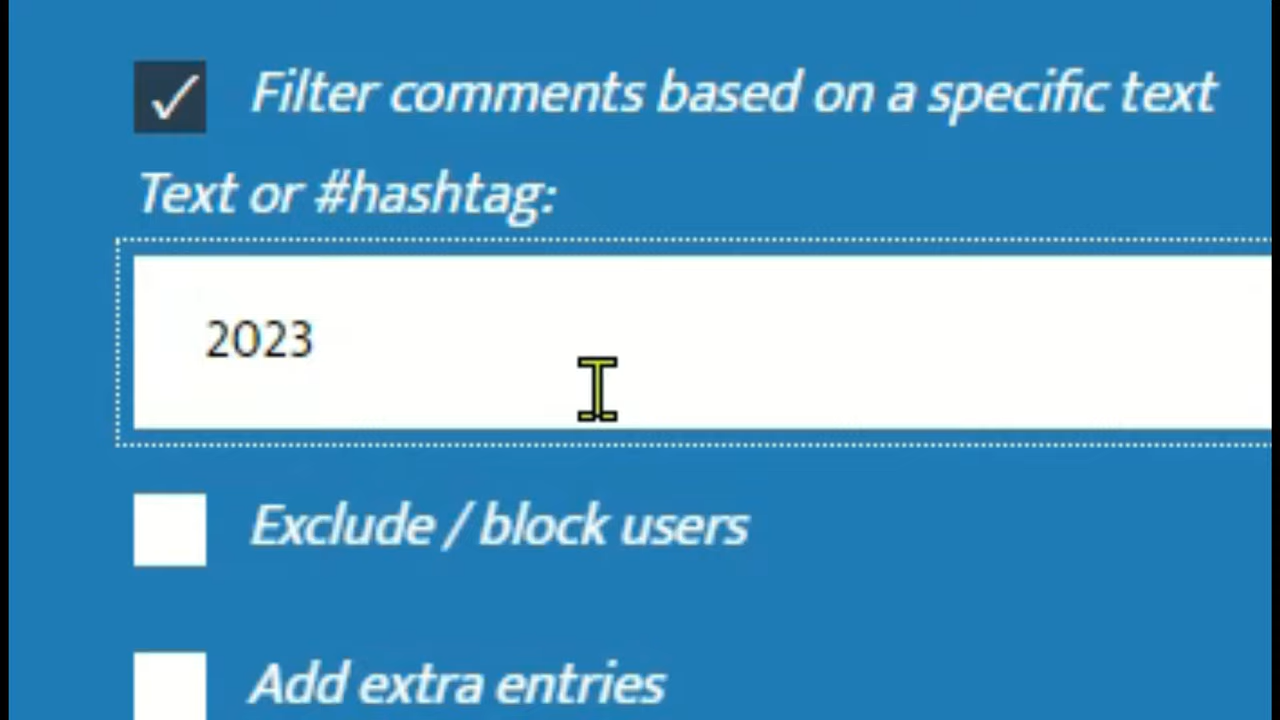 Filter comments based on a specific text
Text or #hashtag:
2023
Exclude / block users
Add extra entries